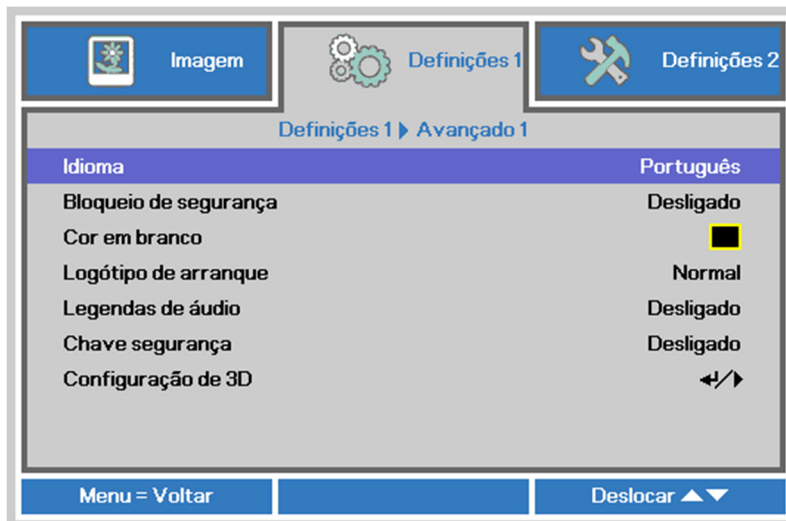 Imagem
Definições 1
Definições 2
Definições 1 Avançado 1
Idioma Português
Bloqueio de segurança Desligado
Cor em branco
Logótipo de arranque Normal
Legendas de áudio Desligado
Chave segurança Desligado
Configuração de 3D
Menu = Voltar
Deslocar